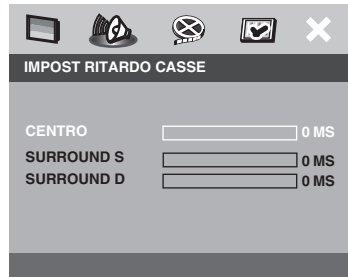 IMPOST RITARDO CASSE
CENTRO 0 MS
SURROUND S 0 MS
SURROUND D 0 MS